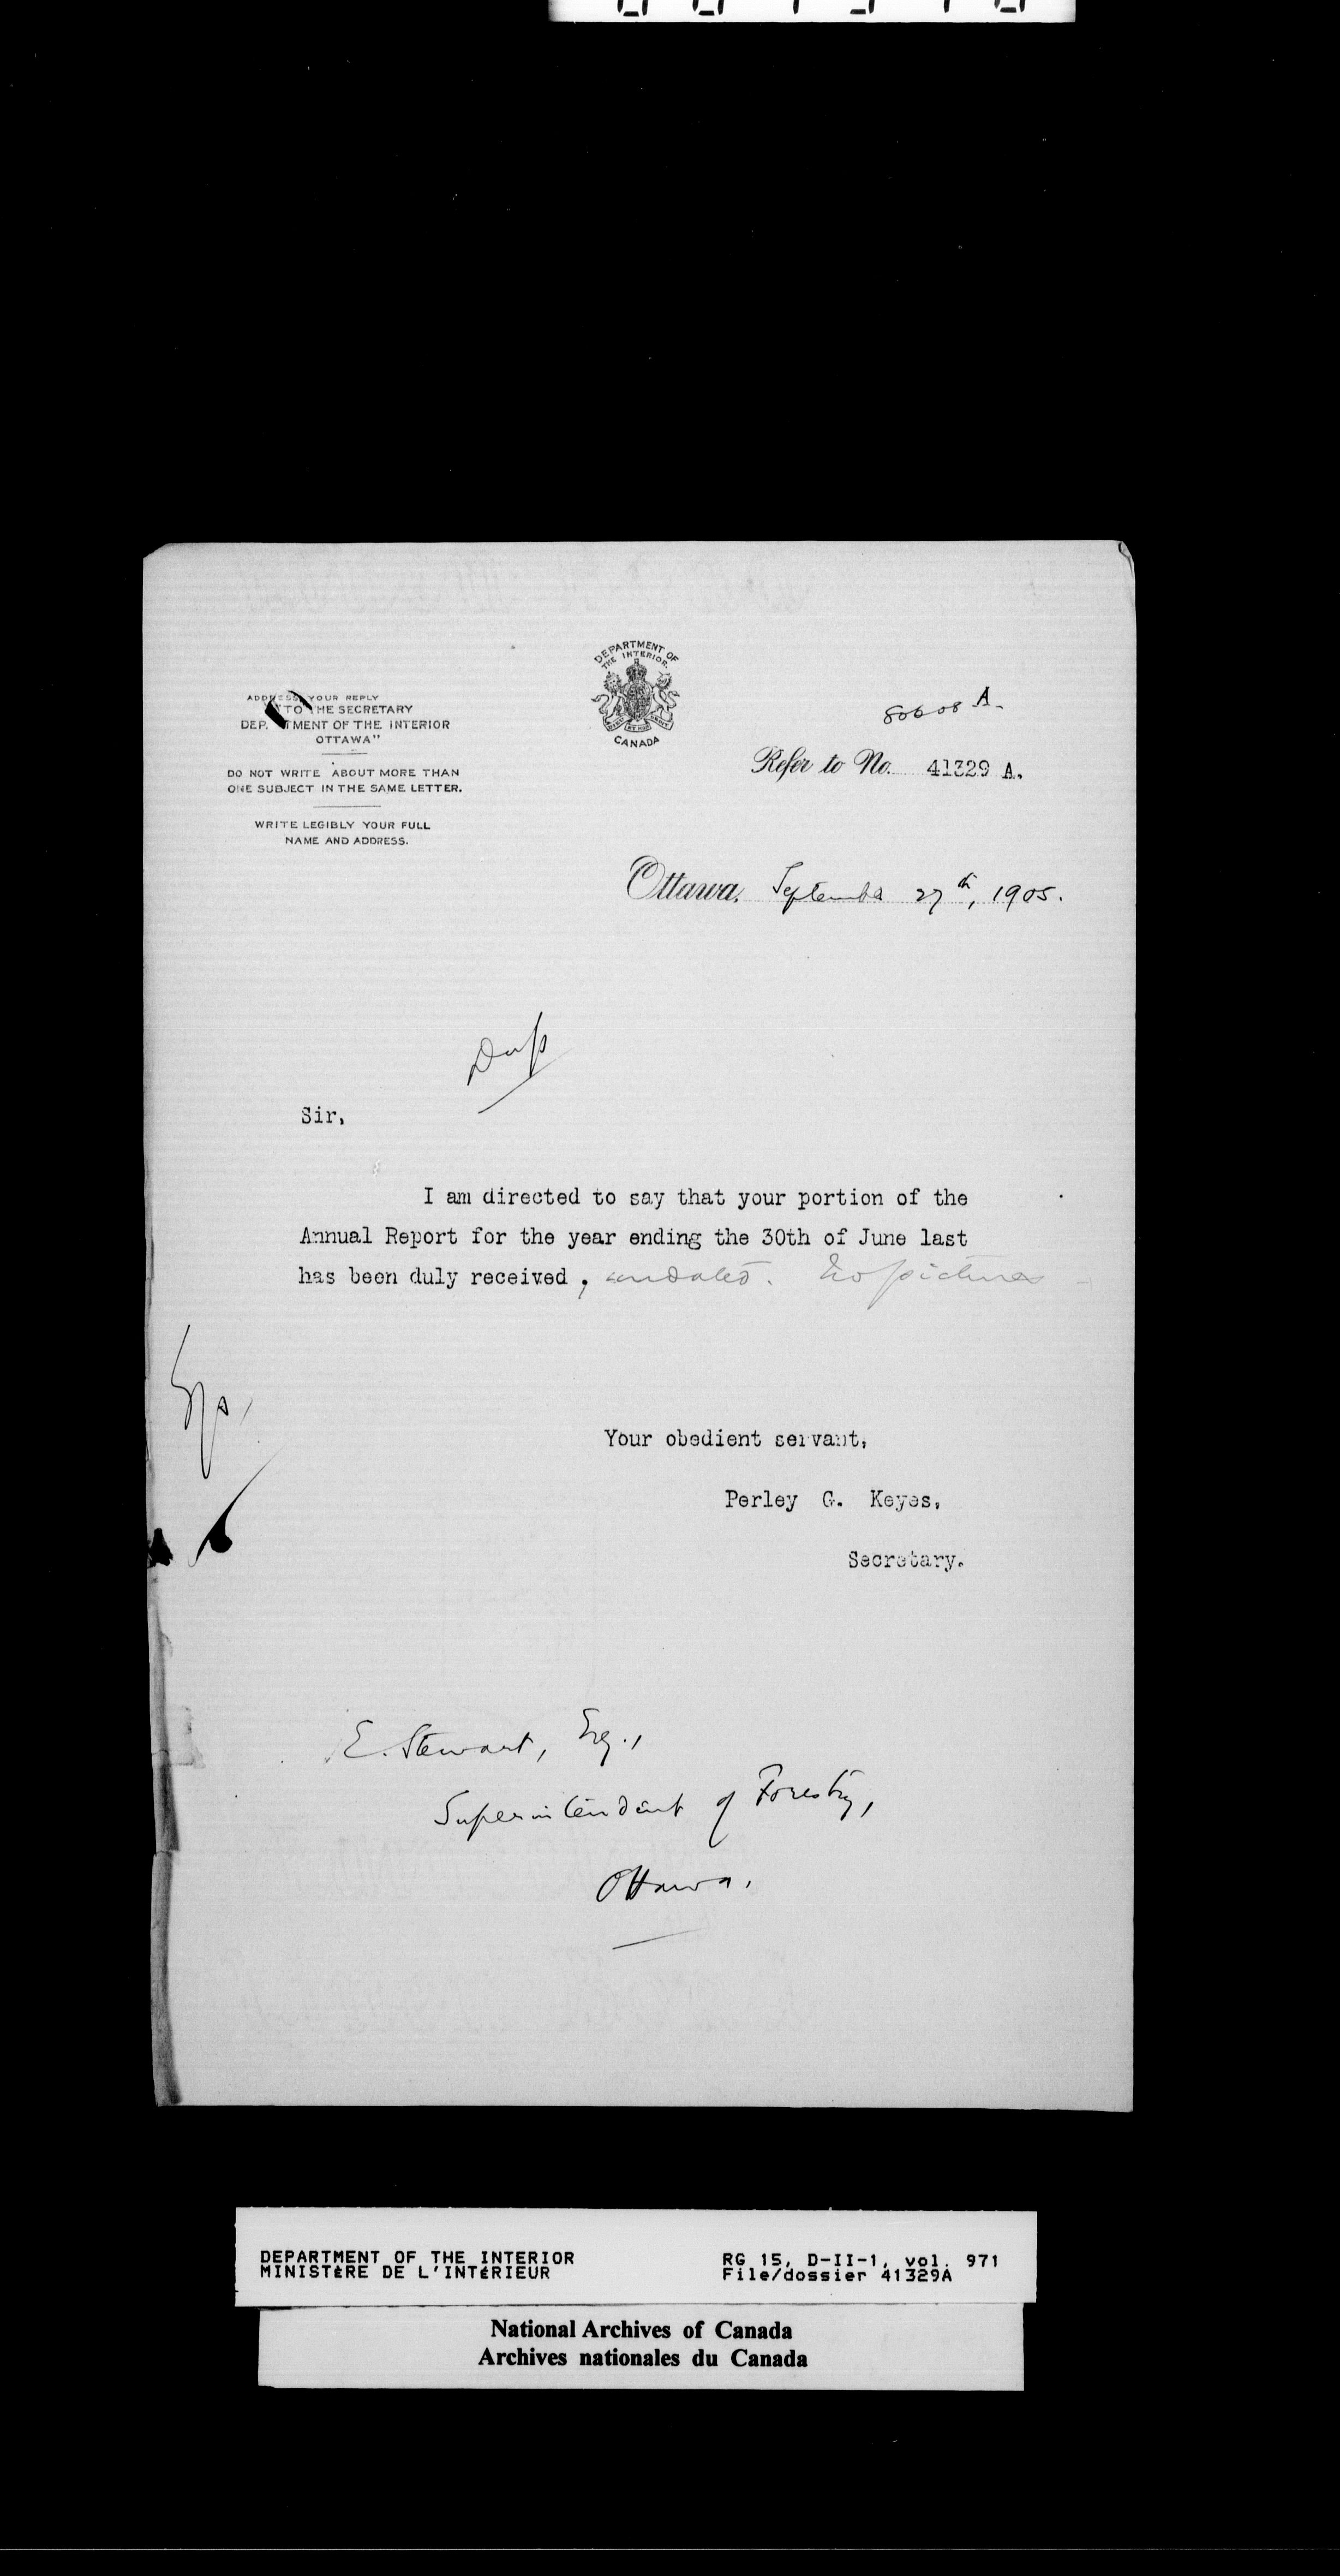 DEPARTMENT OF
THE INTERIOR.
CANADA
ADDRESS YOUR REPLY
"TO THE SECRETARY
DEP TMENT OF THE INTERIOR
OTTAWA"
DO NOT WRITE ABOUT MORE THAN
ONE SUBJECT IN THE SAME LETTER.
WRITE LEGIBLY YOUR FULL
NAME AND ADDRESS.
80608 A.
Refer to No. 41329 A.
Ottawa, September 27th, 1905.
Dup
Sir,
I am directed to say that your portion of the
Annual Report for the year ending the 30th of June last
has been duly received, undated. No pictures
Your obedient servant,
Perley G. Keyes,
Secretary.
E. Stewart, Esq.,
Superintendent of Forestry,
Ottawa.
DEPARTMENT OF THE INTERIOR
MINISTÈRE DE L'INTÉRIEUR
RG 15, D-II-1, vol. 971
File/dossier 41329A
National Archives of Canada
Archives nationales du Canada